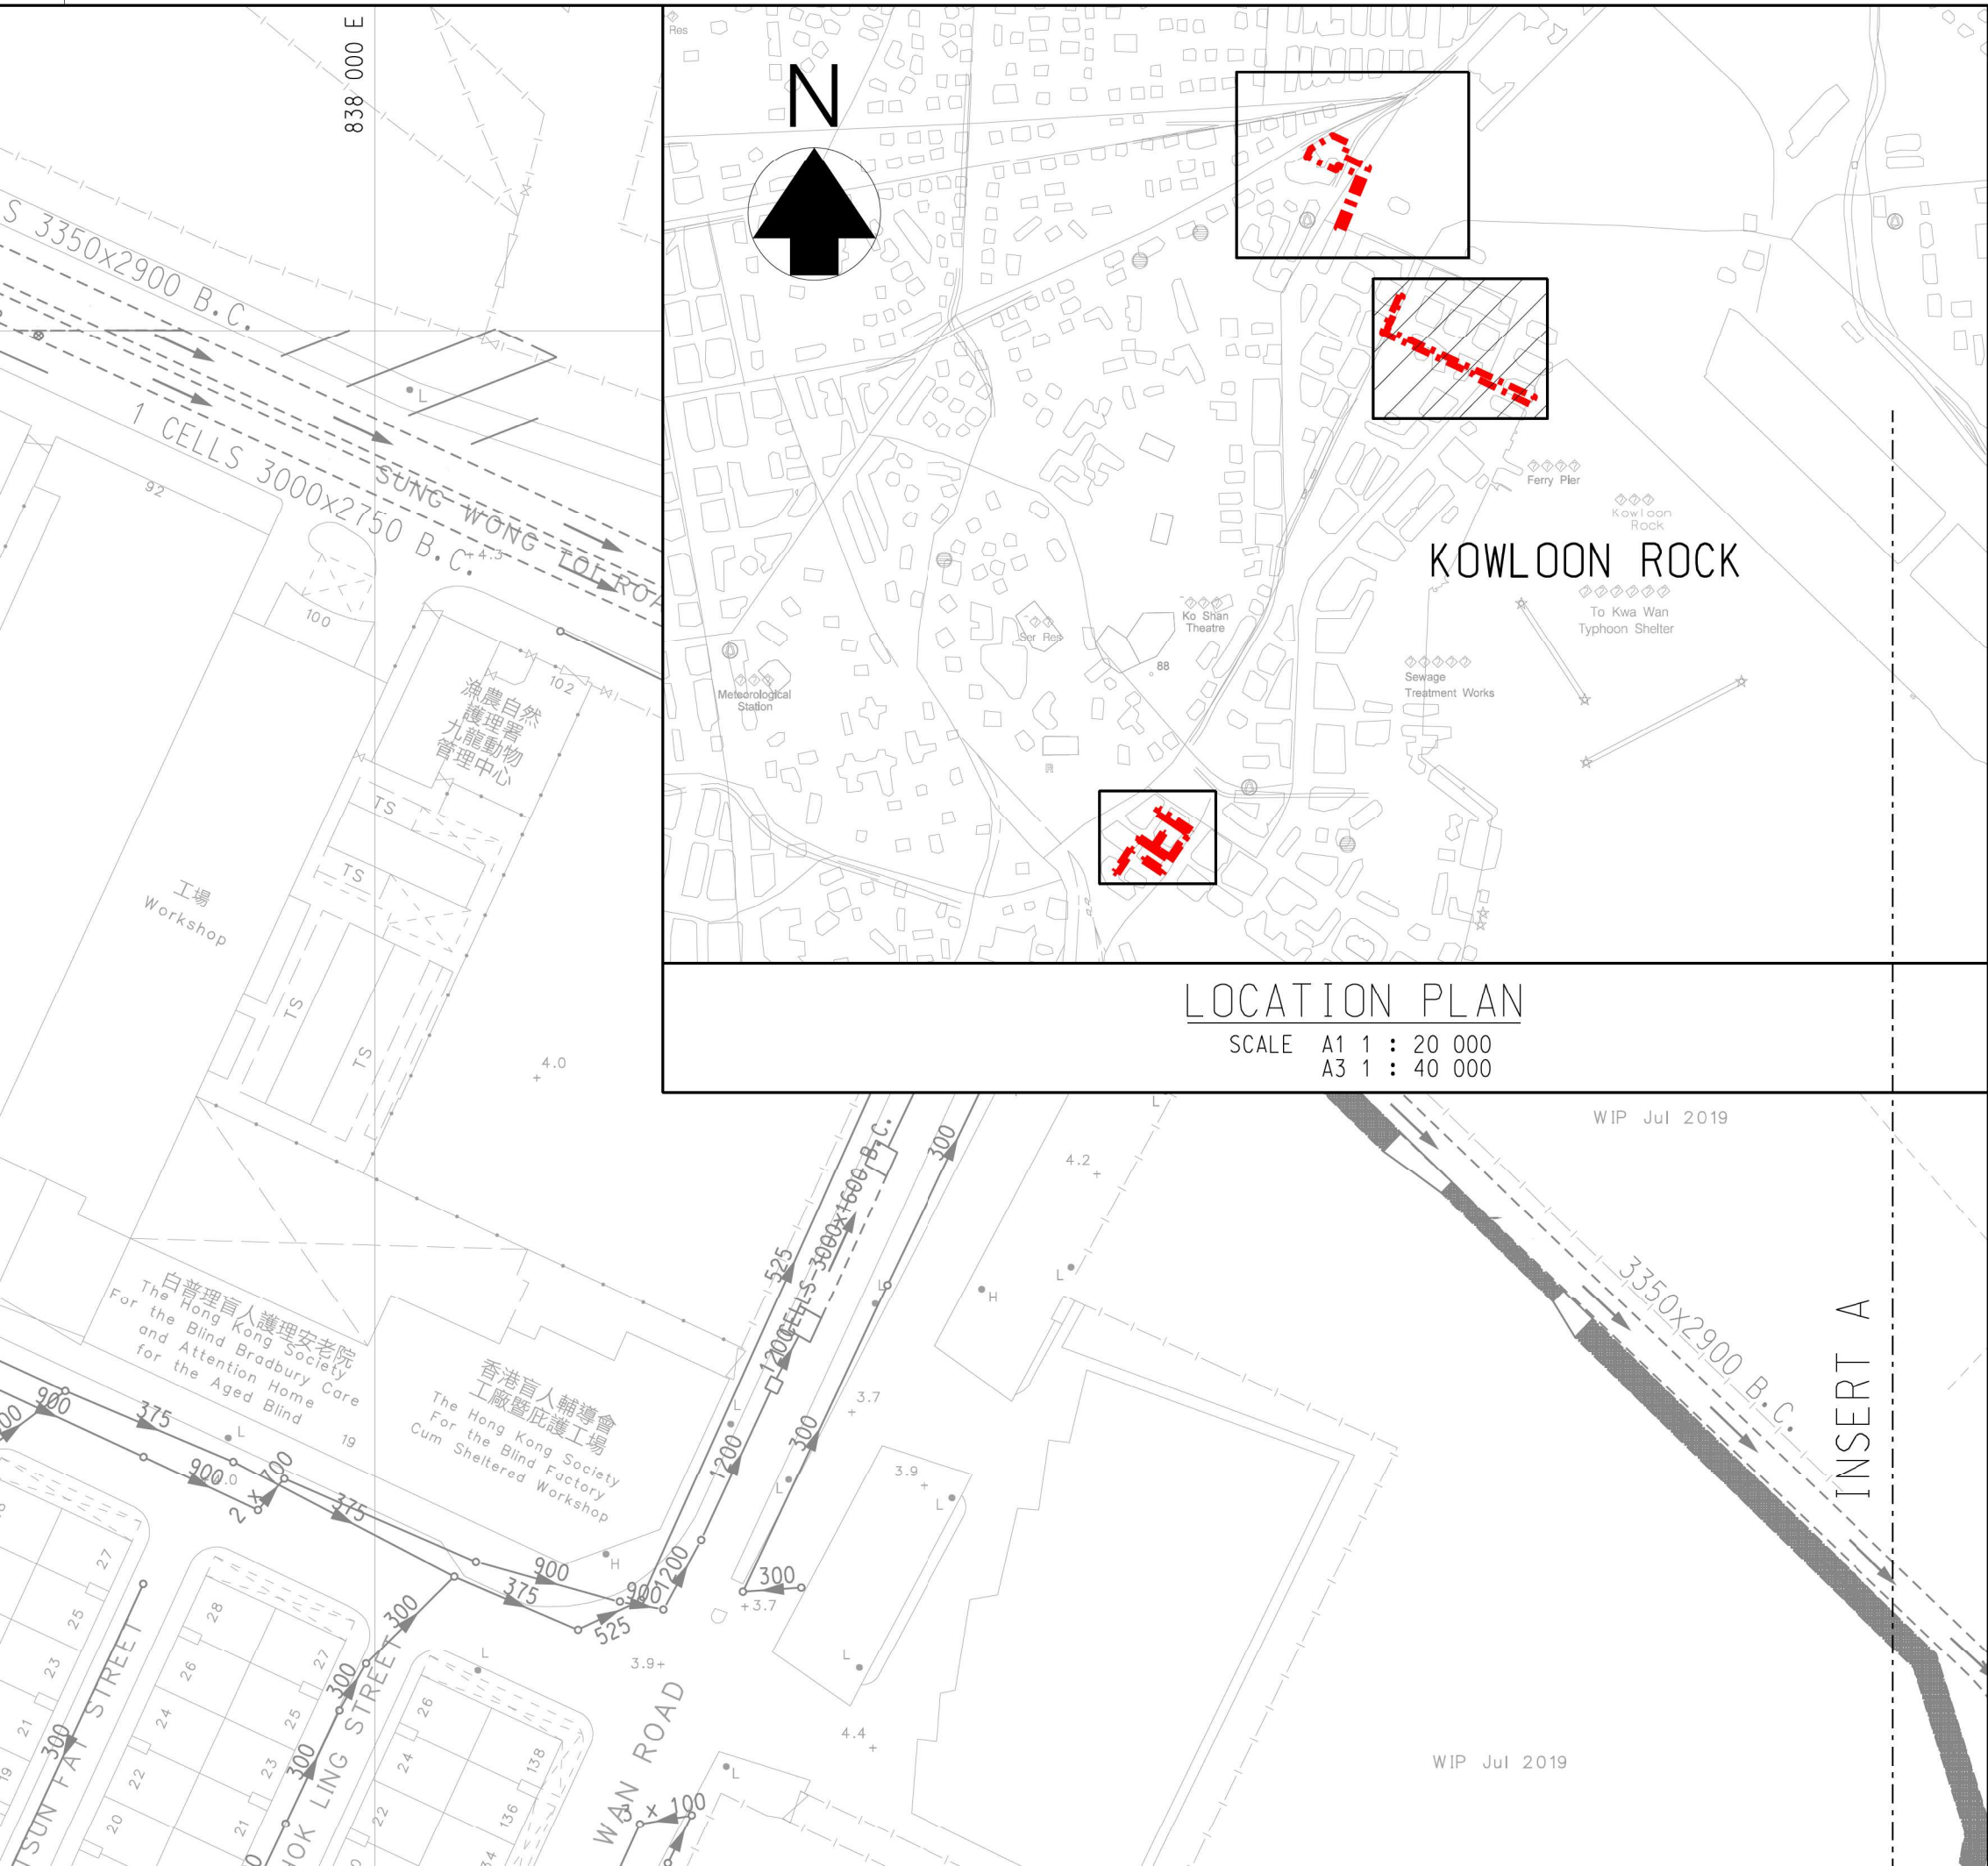 838 000 E
S 3350x2900 B.C.
1 CELLS 3000x2750 B.C.
SUNG WONG TOI ROA
L
92
100
+4.3
102
漁農自然
護理署
九龍動物
管理中心
TS
TS
TS
TS
工場
Workshop
4.0
N
Res
Ferry Pier
Kowloon
Rock
KOWLOON ROCK
To Kwa Wan
Typhoon Shelter
Ko Shan
Theatre
Ser Res
88
Sewage
Treatment Works
Meteorological
Station
LOCATION PLAN
SCALE A1 1 : 20 000
A3 1 : 40 000
WIP Jul 2019
INSERT A
3350x2900 B.C.
CELLS 3000x1600 B.C.
300
525
1200
4.2
L
L
H
L
白普理盲人護理安老院
The Hong Kong Society
For the Blind Bradbury Care
and Attention Home
for the Aged Blind
19
香港盲人輔導會
工廠暨庇護工場
The Hong Kong Society
For the Blind Factory
Cum Sheltered Workshop
900
375
L
900
2 x 700
375
900
H
375
900
525
1200
1200
300
L
L
3.7
3.9
L
300
+3.7
3.9+
L
4.4
L
L
300
300
300
300
TSUN FAT STREET
HOK LING STREET
WAN ROAD
3 x 100
27
25
23
21
19
28
26
24
22
20
27
25
23
21
26
24
22
138
136
34
WIP Jul 2019